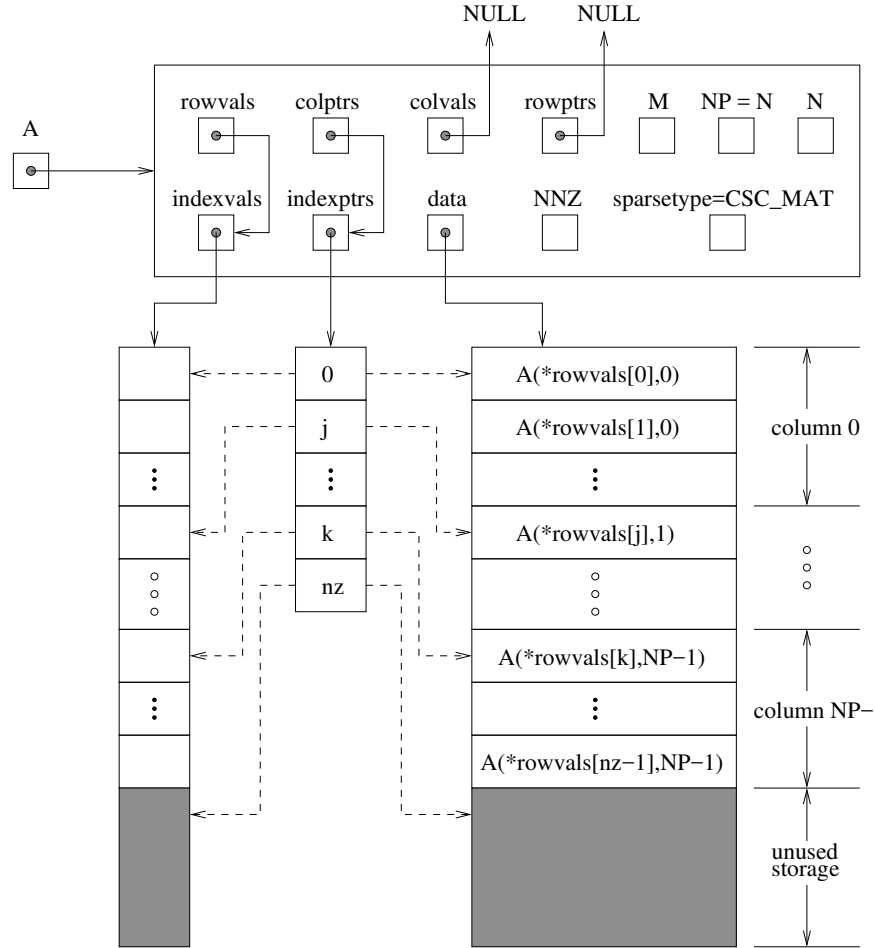 NULL NULL
rowvals colptrs colvals rowptrs M NP = N N
A
indexvals indexptrs data NNZ sparsetype=CSC_MAT
0 A(*rowvals[0],0)
j A(*rowvals[1],0) column 0
k A(*rowvals[j],1)
nz
A(*rowvals[k],NP−1)
column NP−
A(*rowvals[nz−1],NP−1)
unused
storage